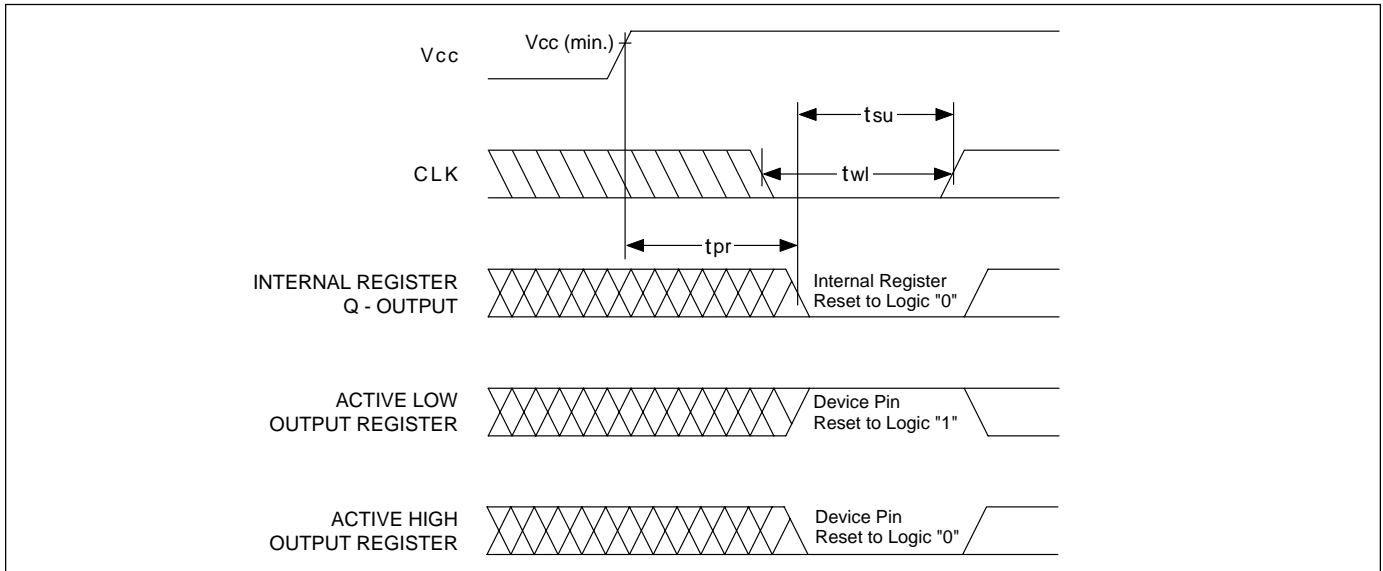 Vcc
Vcc (min.)
tsu
CLK
twl
tpr
INTERNAL REGISTER
Q - OUTPUT
Internal Register
Reset to Logic "0"
ACTIVE LOW
OUTPUT REGISTER
Device Pin
Reset to Logic "1"
ACTIVE HIGH
OUTPUT REGISTER
Device Pin
Reset to Logic "0"